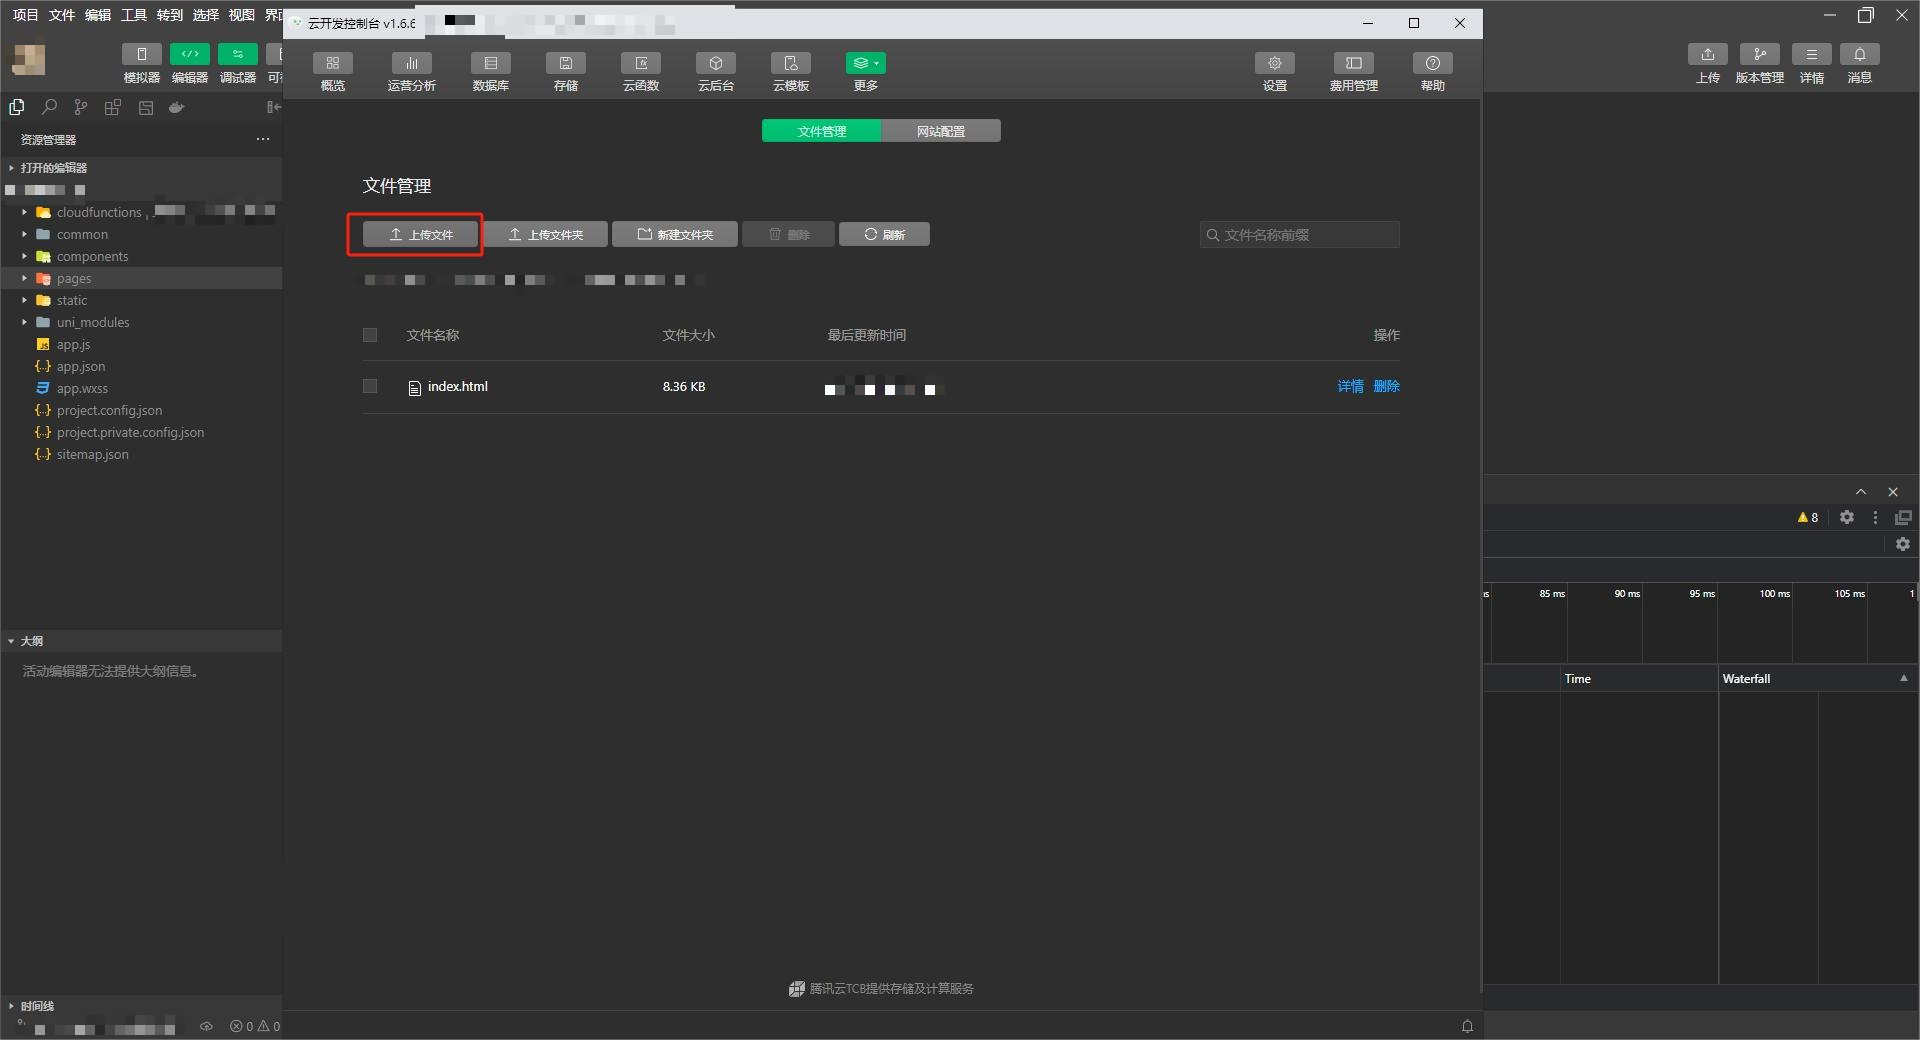 项目 文件 编辑 工具 转到 选择 视图 界面
云开发控制台 v1.6.6
模拟器 编辑器 调试器
概览 运营分析 数据库 存储 云函数 云后台 云模板 更多 设置 费用管理 帮助
上传 版本管理 详情 消息
资源管理器
打开的编辑器
cloudfunctions
common
components
pages
static
uni_modules
app.js
app.json
app.wxss
project.config.json
project.private.config.json
sitemap.json
大纲
活动编辑器无法提供大纲信息。
时间线
0 0
文件管理 网站配置
文件管理
上传文件 上传文件夹 新建文件夹 删除 刷新 文件名称前缀
文件名称 文件大小 最后更新时间 操作
index.html 8.36 KB 详情 删除
腾讯云TCB提供存储及计算服务
8
85 ms 90 ms 95 ms 100 ms 105 ms
Time Waterfall